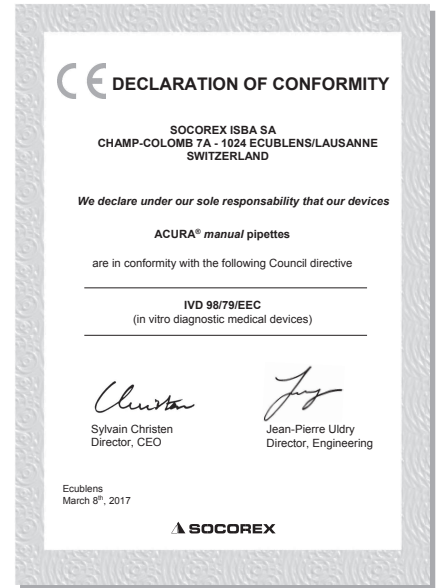 CE DECLARATION OF CONFORMITY
SOCOREX ISBA SA
CHAMP-COLOMB 7A - 1024 ECUBLENS/LAUSANNE
SWITZERLAND
We declare under our sole responsability that our devices
ACURA® manual pipettes
are in conformity with the following Council directive
IVD 98/79/EEC
(in vitro diagnostic medical devices)
Christen
Sylvain Christen
Director, CEO
Jean-Pierre Uldry
Director, Engineering
Ecublens
March 8th, 2017
SOCOREX